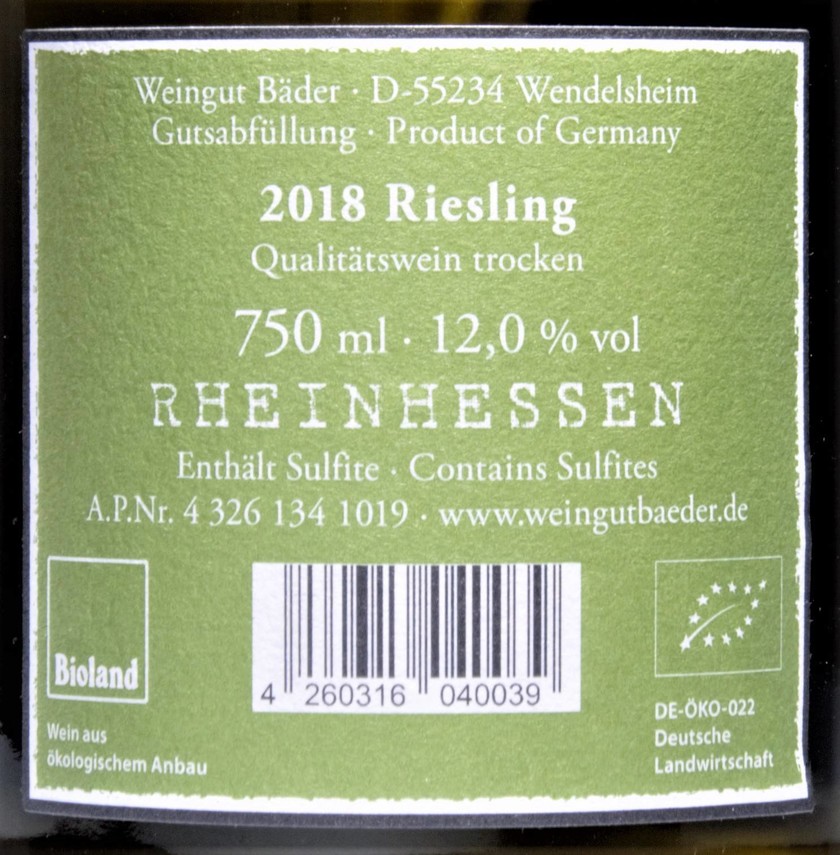 Weingut Bäder · D-55234 Wendelsheim
Gutsabfüllung · Product of Germany
2018 Riesling
Qualitätswein trocken
750 ml · 12,0 % vol
RHEINHESSEN
Enthält Sulfite · Contains Sulfites
A.P.Nr. 4 326 134 1019 · www.weingutbaeder.de
Bioland
Wein aus
ökologischem Anbau
4 260316 040039
DE-ÖKO-022
Deutsche
Landwirtschaft